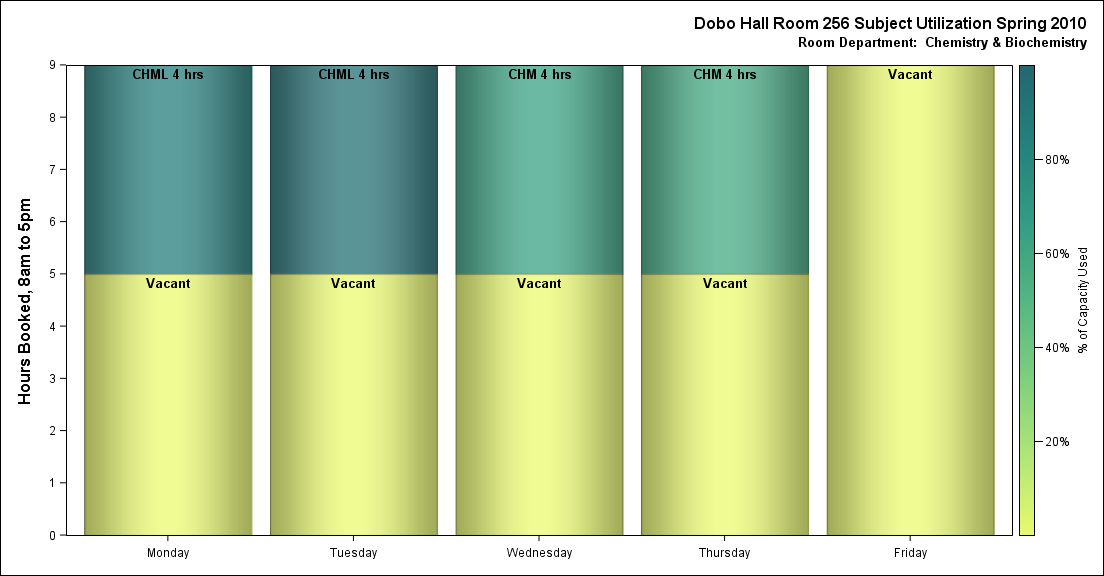 Dobo Hall Room 256 Subject Utilization Spring 2010
Room Department:  Chemistry & Biochemistry
Hours Booked, 8am to 5pm
9
8
7
6
5
4
3
2
1
0
CHML 4 hrs
CHML 4 hrs
CHM 4 hrs
CHM 4 hrs
Vacant
Vacant
Vacant
Vacant
Vacant
Monday
Tuesday
Wednesday
Thursday
Friday
80%
60%
40%
20%
% of Capacity Used